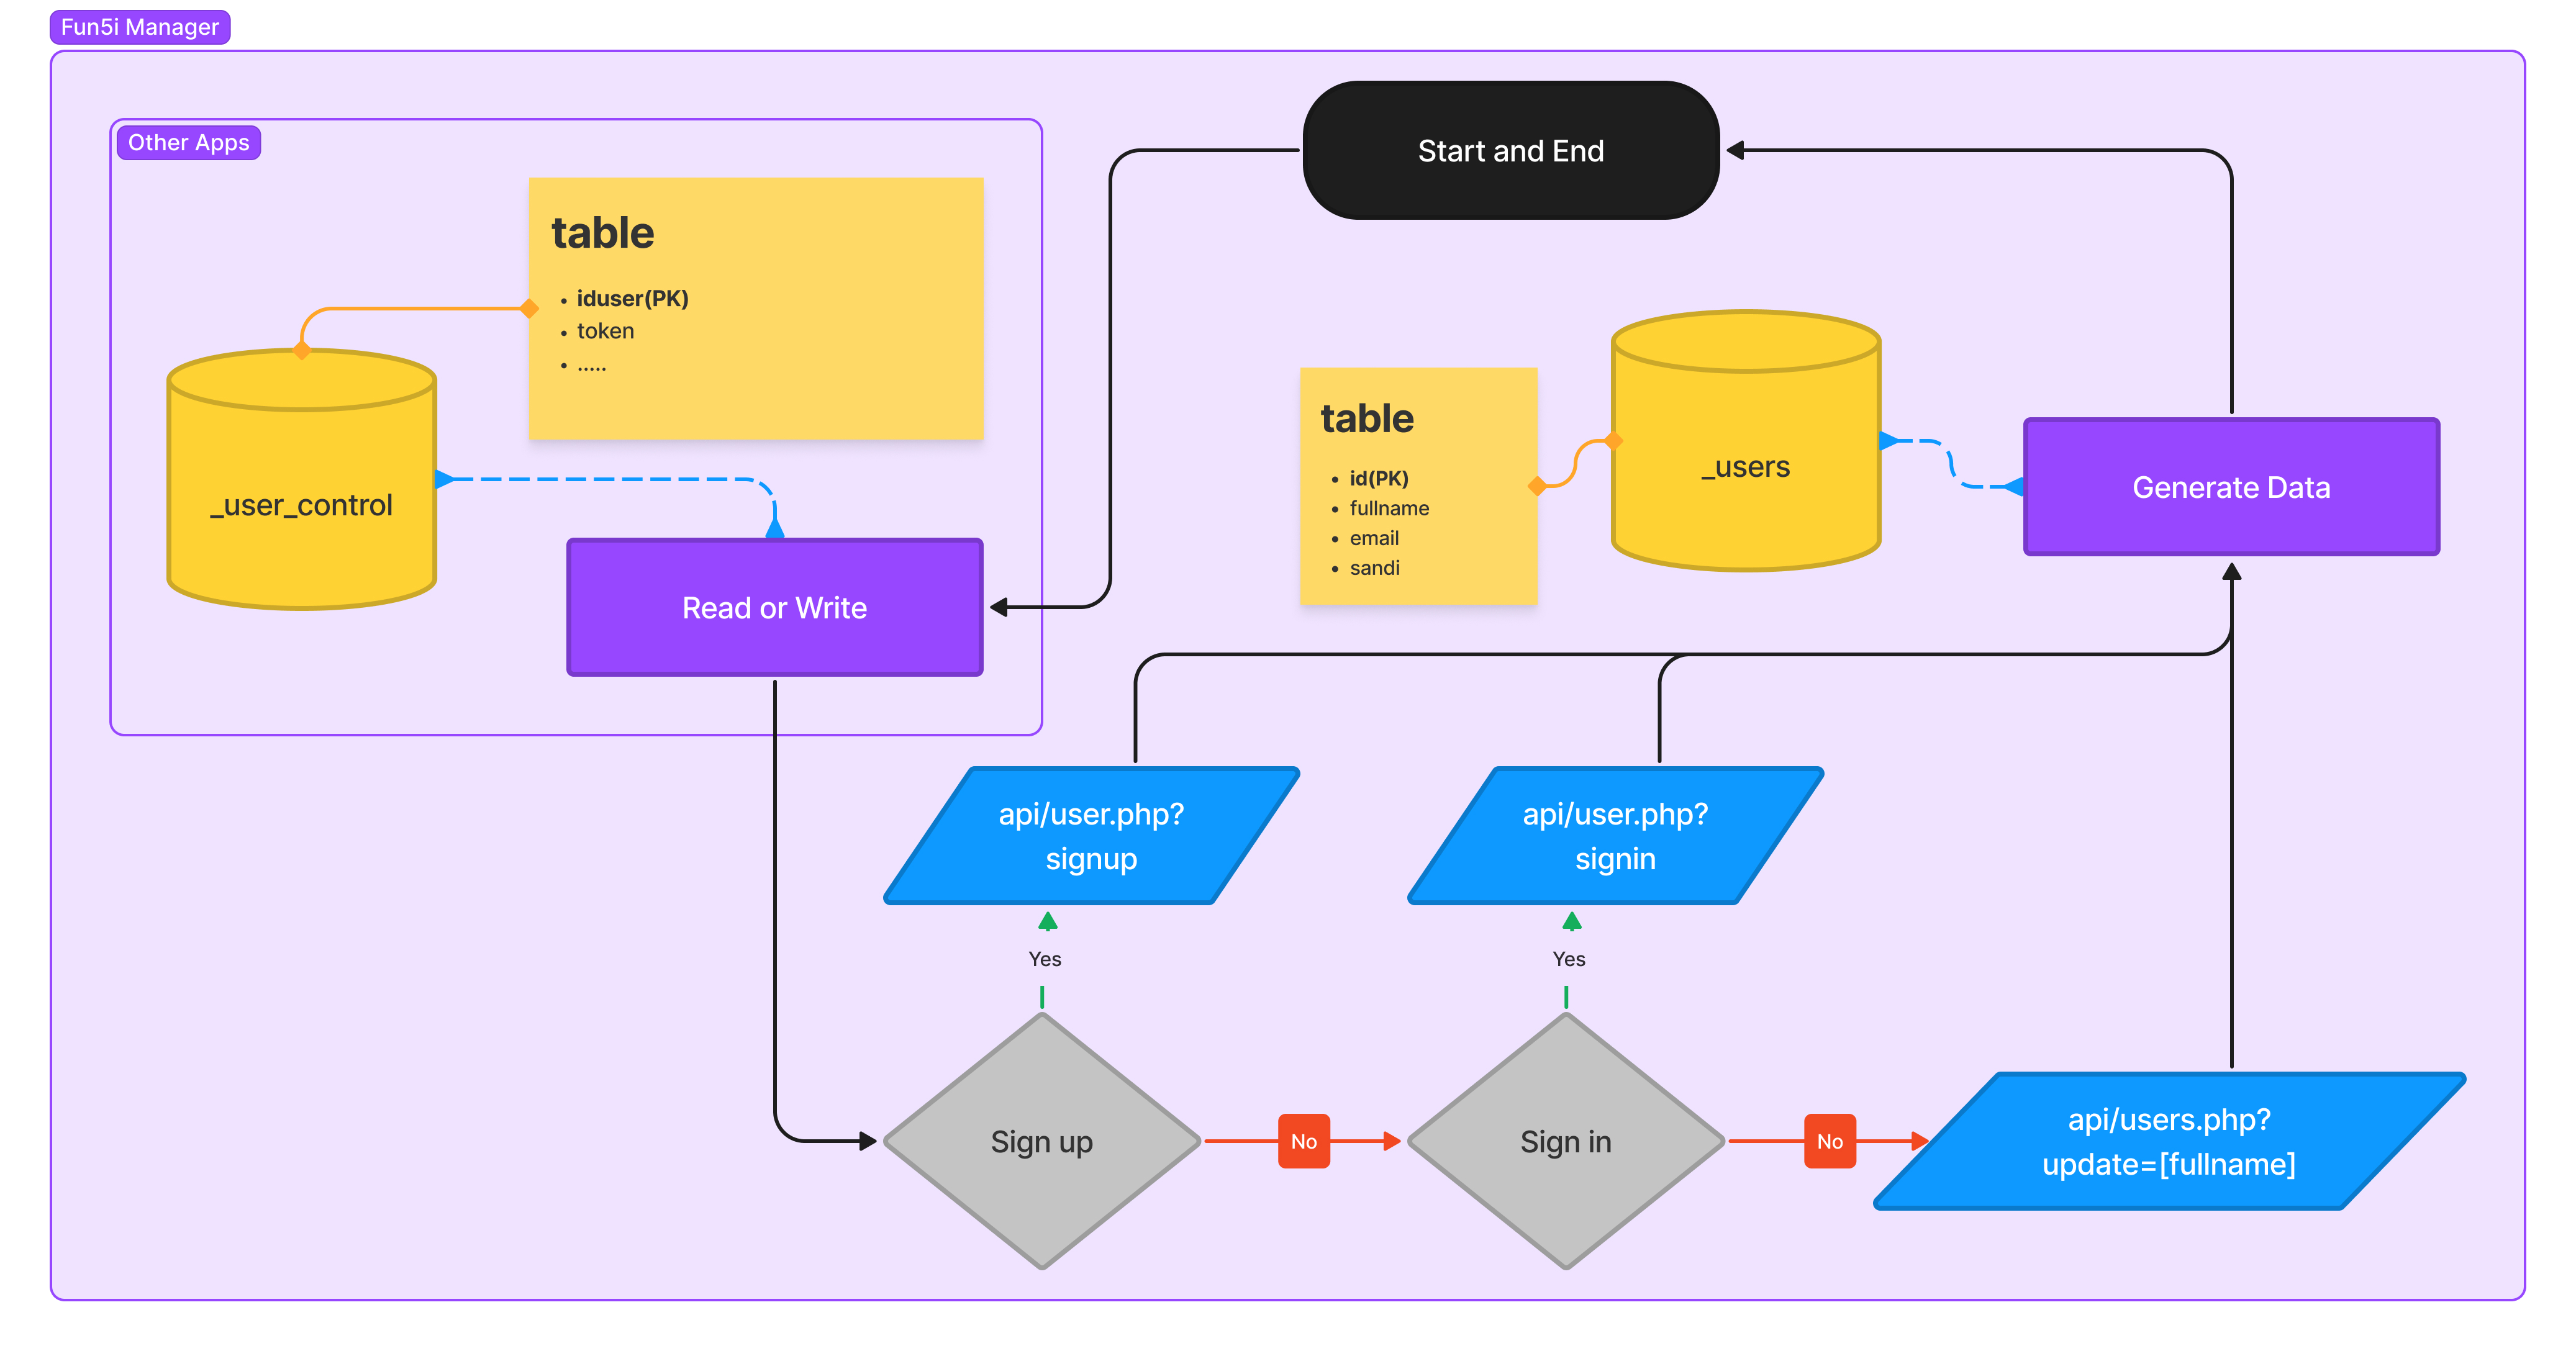 Fun5i Manager
Other Apps
Start and End
table
• iduser(PK)
• token
• .....
_user_control
Read or Write
table
• id(PK)
• fullname
• email
• sandi
_users
Generate Data
api/user.php?
signup
api/user.php?
signin
Yes
Yes
Sign up
No
Sign in
No
api/users.php?
update=[fullname]